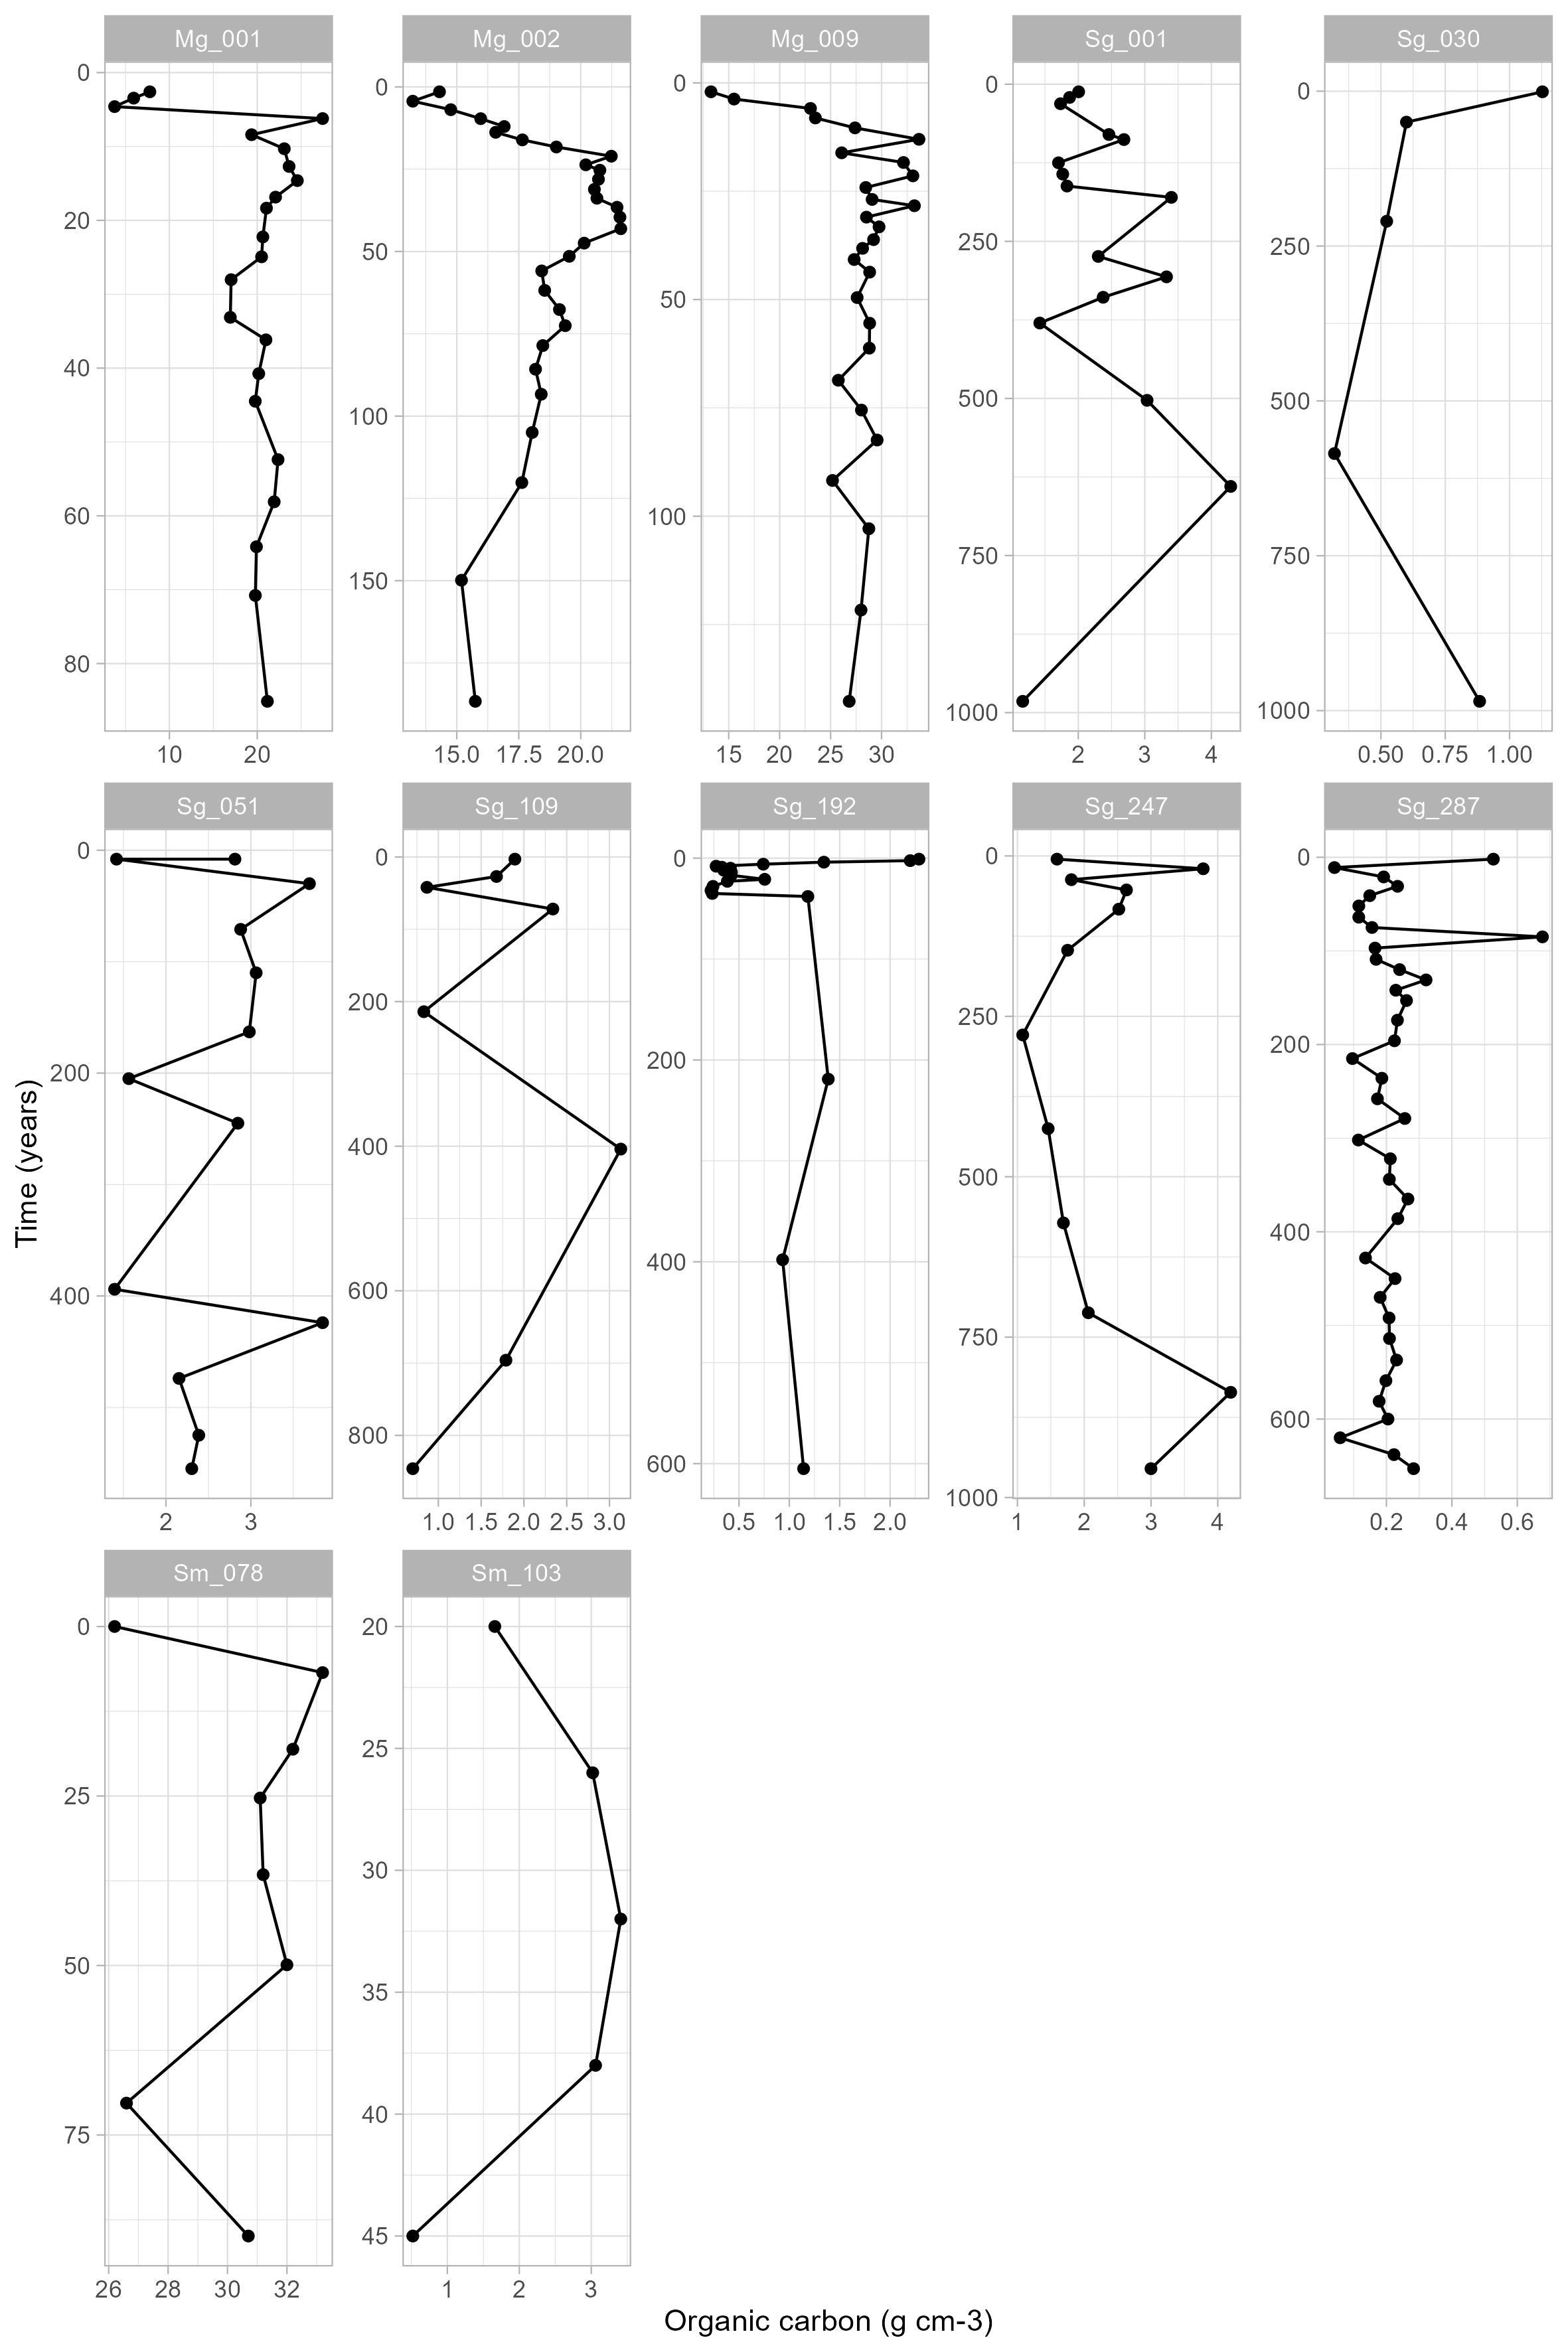 Mg_001 Mg_002 Mg_009 Sg_001 Sg_030
0 20 40 60 80
0 50 100 150
0 50 100
0 250 500 750 1000
0 250 500 750 1000
10 20
15.0 17.5 20.0
15 20 25 30
2 3 4
0.50 0.75 1.00
Sg_051 Sg_109 Sg_192 Sg_247 Sg_287
0 200 400
0 200 400 600 800
0 200 400 600
0 250 500 750 1000
0 200 400 600
2 3
1.0 1.5 2.0 2.5 3.0
0.5 1.0 1.5 2.0
1 2 3 4
0.2 0.4 0.6
Sm_078 Sm_103
0 25 50 75
20 25 30 35 40 45
26 28 30 32
1 2 3
Time (years)
Organic carbon (g cm-3)